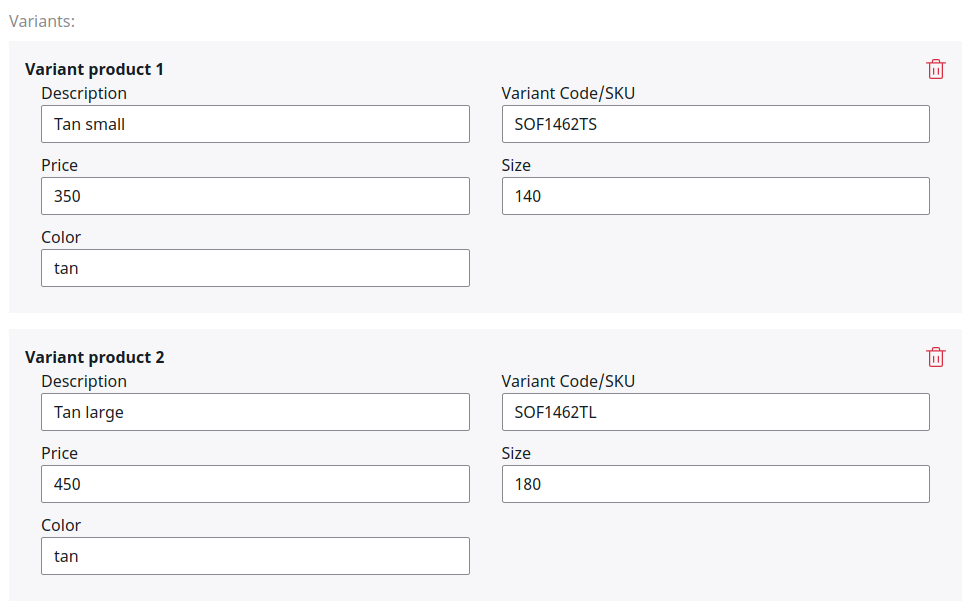 Variants:
Variant product 1
Description
Variant Code/SKU
Tan small
SOF1462TS
Price
Size
350
140
Color
tan
Variant product 2
Description
Variant Code/SKU
Tan large
SOF1462TL
Price
Size
450
180
Color
tan